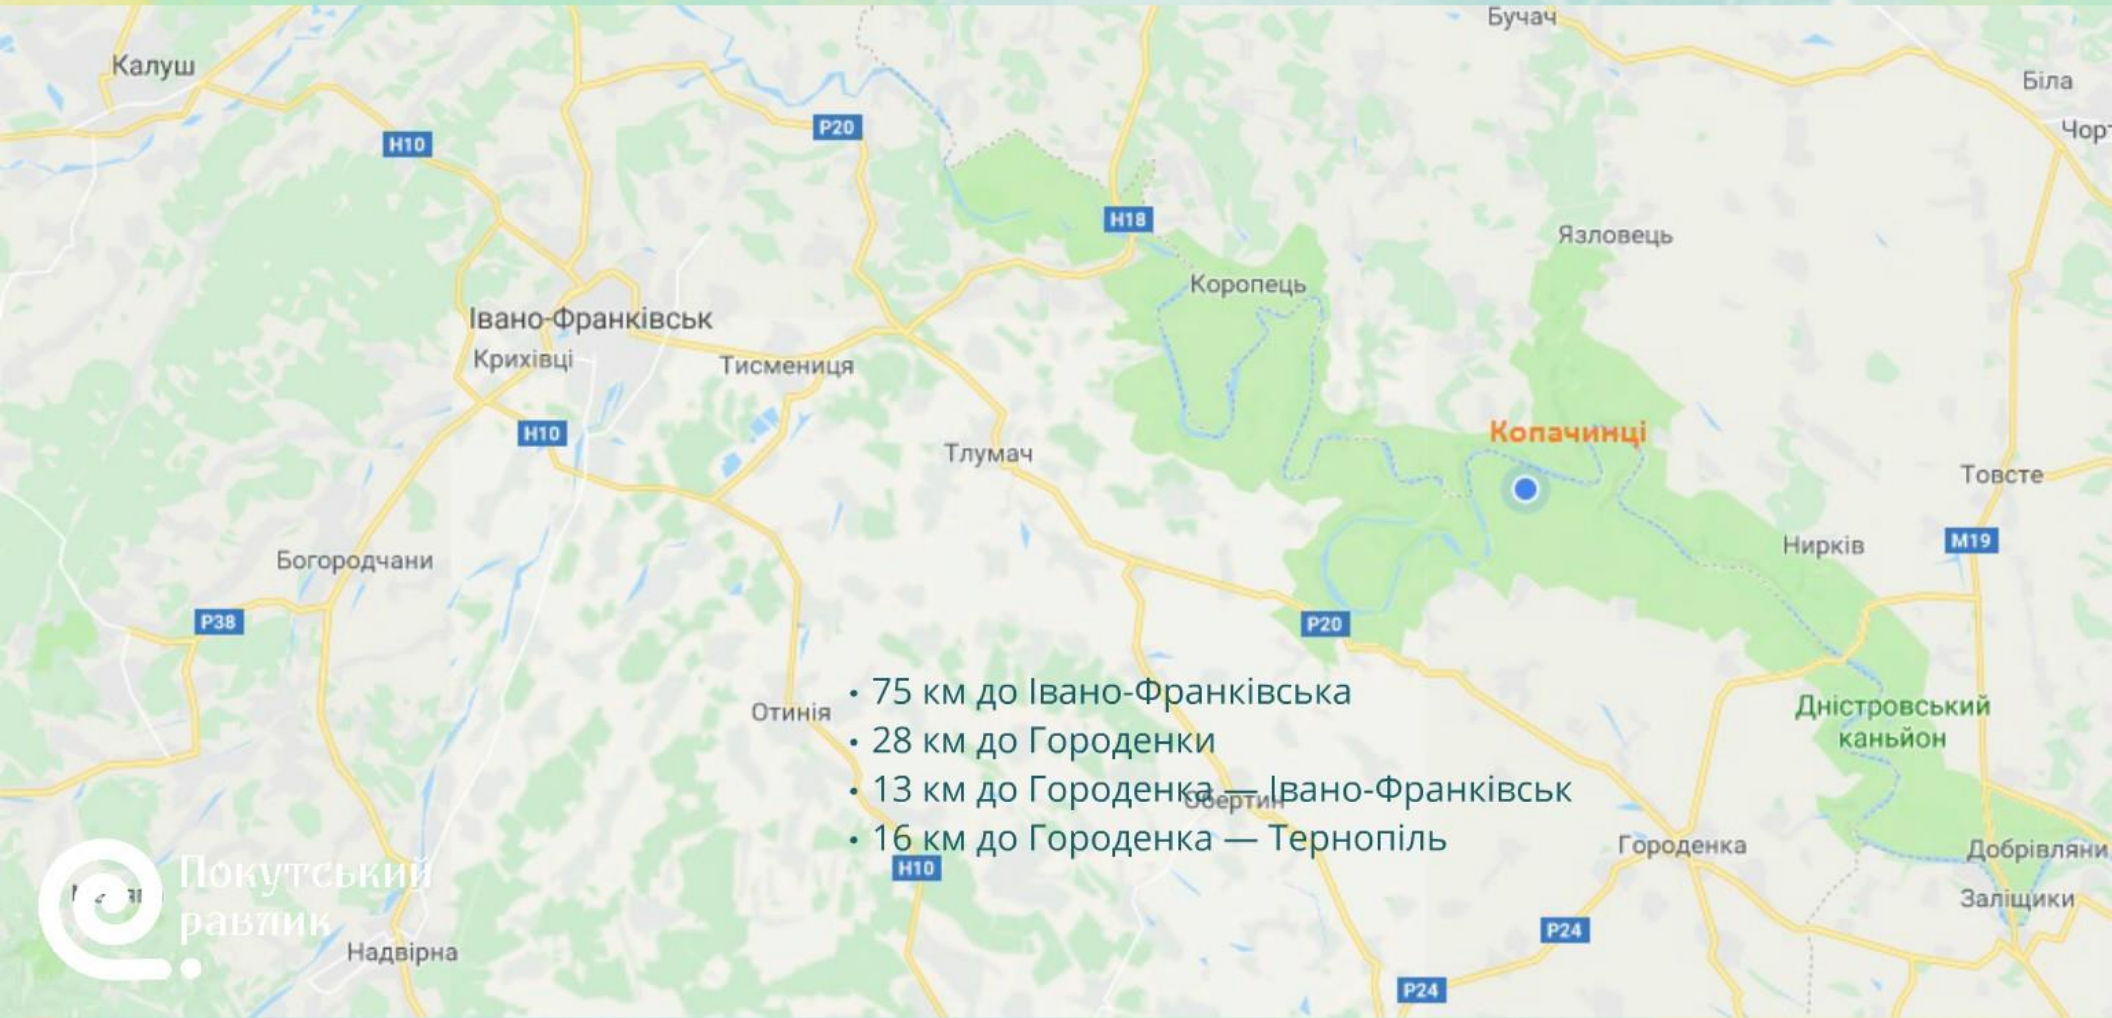 Бучач
Калуш
Біла
P20
H10
H18
Язловець
Коропець
Івано-Франківськ
Крихівці
Тисмениця
H10
Копачинці
Тлумач
Товсте
M19
Нирків
Богородчани
P38
P20
• 75 км до Івано-Франківська
Отинія
Дністровський
каньйон
• 28 км до Городенки
• 13 км до Городенка — Івано-Франківськ
Обертин
• 16 км до Городенка — Тернопіль
Городенка
Добрівляни
H10
Покутський
равлик
Заліщики
P24
Надвірна
P24